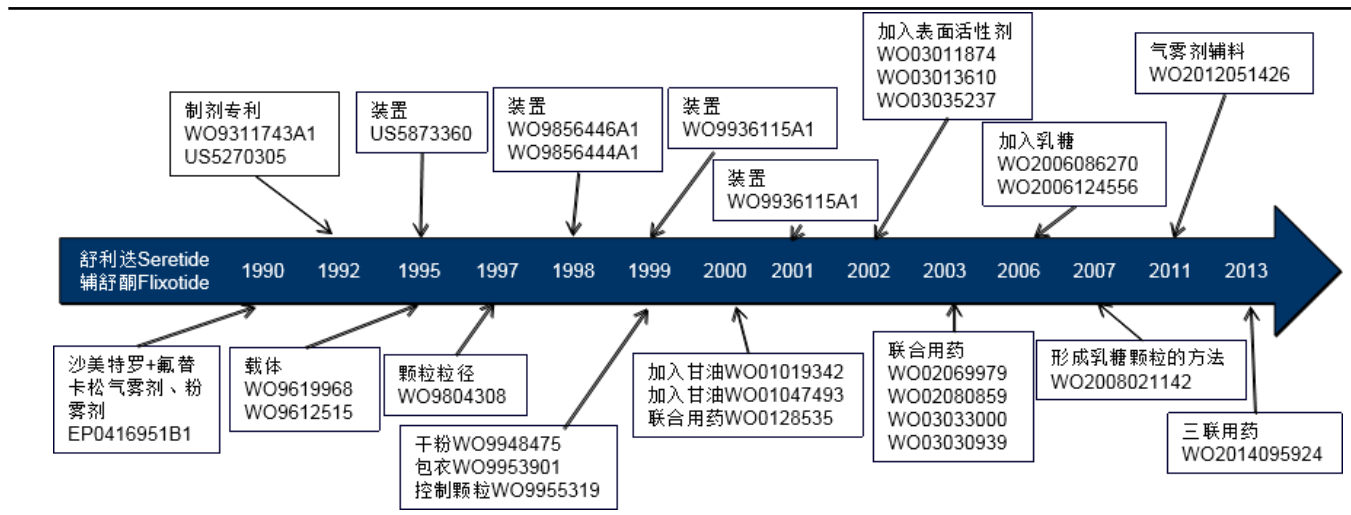 加入表面活性剂
WO03011874
WO03013610
WO03035237
气雾剂辅料
WO2012051426
制剂专利
WO9311743A1
US5270305
装置
US5873360
装置
WO9856446A1
WO9856444A1
装置
WO9936115A1
装置
WO9936115A1
加入乳糖
WO2006086270
WO2006124556
舒利迭Seretide
辅舒酮Flixotide
1990 1992 1995 1997 1998 1999 2000 2001 2002 2003 2006 2007 2011 2013
沙美特罗+氟替
卡松气雾剂、粉
雾剂
EP0416951B1
载体
WO9619968
WO9612515
颗粒粒径
WO9804308
干粉WO9948475
包衣WO9953901
控制颗粒WO9955319
加入甘油WO01019342
加入甘油WO01047493
联合用药WO0128535
联合用药
WO02069979
WO02080859
WO03033000
WO03030939
形成乳糖颗粒的方法
WO2008021142
三联用药
WO2014095924